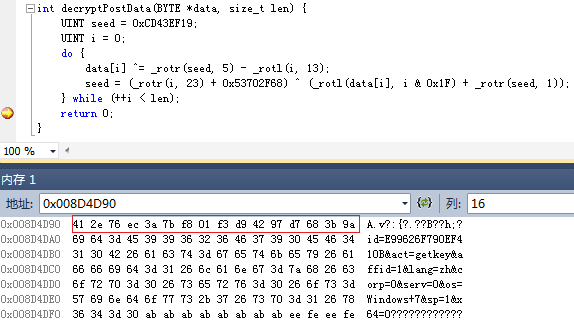 int decryptPostData(BYTE *data, size_t len) {
UINT seed = 0xCD43EF19;
UINT i = 0;
do {
data[i] ^= _rotr(seed, 5) - _rotl(i, 13);
seed = (_rotr(i, 23) + 0x53702F68) ^ (_rotl(data[i], i & 0x1F) + _rotr(seed, 1));
} while (++i < len);
return 0;
}
100 %
内存 1
地址: 0x008D4D90 列: 16
0x008D4D90 41 2e 76 ec 3a 7b f8 01 f3 d9 42 97 d7 68 3b 9a A.v?:{?.??B??h;?
0x008D4DA0 69 64 3d 45 39 39 36 32 36 46 37 39 30 45 46 34 id=E99626F790EF4
0x008D4DB0 31 30 42 26 61 63 74 3d 67 65 74 6b 65 79 26 61 10B&act=getkey&a
0x008D4DC0 66 66 69 64 3d 31 26 6c 61 6e 67 3d 7a 68 26 63 ffid=1&lang=zh&c
0x008D4DD0 6f 72 70 3d 30 26 73 65 72 76 3d 30 26 6f 73 3d orp=0&serv=0&os=
0x008D4DE0 57 69 6e 64 6f 77 73 2b 37 26 73 70 3d 31 26 78 Windows+7&sp=1&x
0x008D4DF0 36 34 3d 30 ab ab ab ab ab ab ab ab ee fe ee fe 64=0????????????